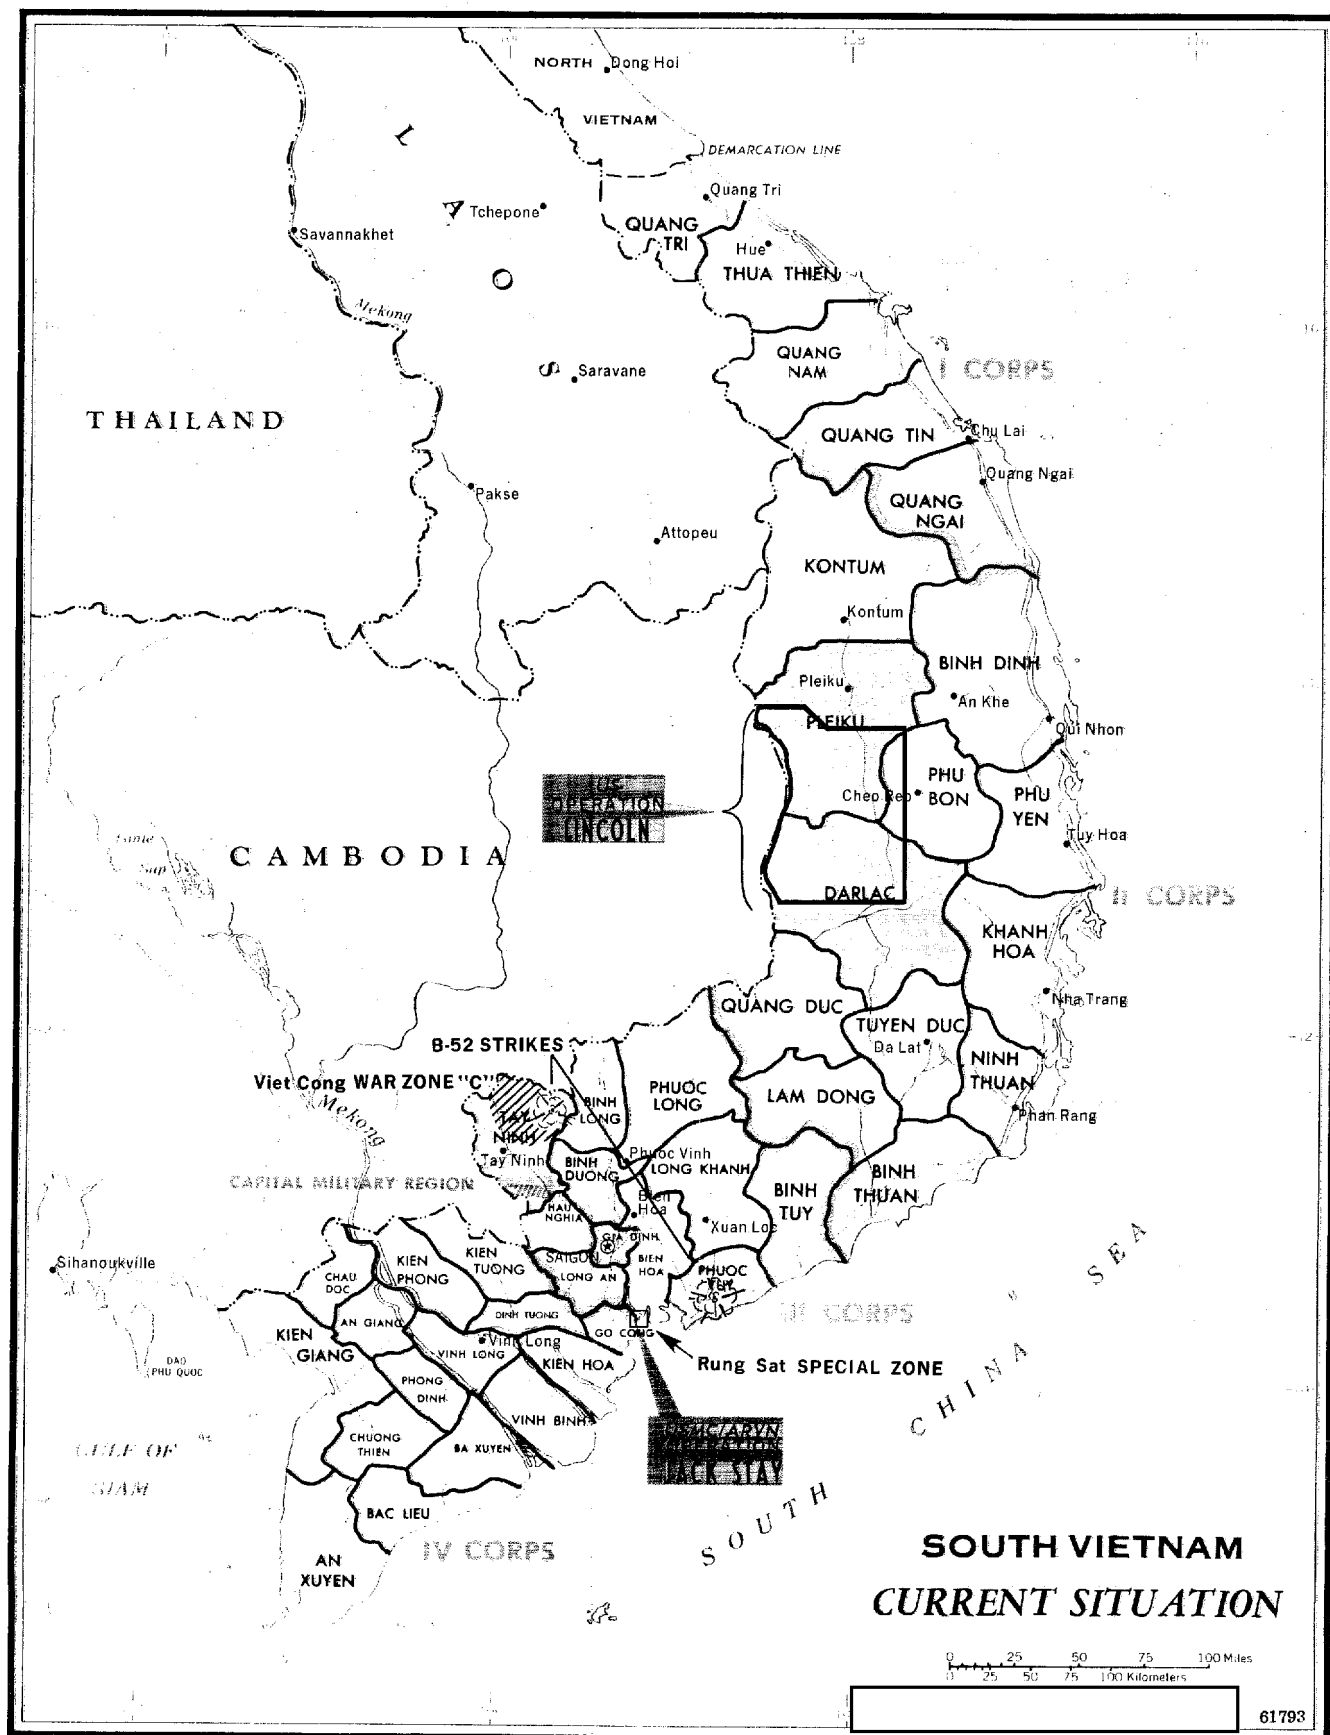 NORTH
Dong Hoi
VIETNAM
DEMARCATION LINE
L
A
O
S
Tchepone
Quang Tri
QUANG
TRI
Savannakhet
Hue
THUA THIEN
Mekong
QUANG
NAM
I CORPS
Saravane
THAILAND
QUANG TIN
Chu Lai
Quang Ngai
Pakse
QUANG
NGAI
Attopeu
KONTUM
Kontum
BINH DINH
Pleiku
An Khe
PLEIKU
Qui Nhon
US
OPERATION
LINCOLN
PHU
BON
Cheo Reo
PHU
YEN
Tuy Hoa
CAMBODIA
DARLAC
II CORPS
KHANH
HOA
Nha Trang
QUANG DUC
TUYEN DUC
Da Lat
B-52 STRIKES
NINH
THUAN
Viet Cong WAR ZONE "C"
PHUOC
LONG
LAM DONG
BINH
LONG
Mekong
TAY
NINH
Phan Rang
Tay Ninh
BINH
DUONG
Phuoc Vinh
LONG KHANH
BINH
THUAN
CAPITAL MILITARY REGION
BINH
TUY
HAU
NGHIA
Bien
Hoa
Xuan Loc
GIA DINH
SAIGON
BIEN
HOA
KIEN
PHONG
KIEN
TUONG
Sihanoukville
CHAU
DOC
LONG AN
PHUOC
TUY
DINH TUONG
III CORPS
AN GIANG
GO CONG
KIEN
GIANG
Vinh Long
VINH LONG
KIEN HOA
Rung Sat SPECIAL ZONE
DAO
PHU QUOC
PHONG
DINH
VINH BINH
CHUONG
THIEN
BA XUYEN
USMC/ARVN
OPERATION
JACK STAY
GULF OF
SIAM
BAC LIEU
IV CORPS
AN
XUYEN
SOUTH CHINA SEA
SOUTH VIETNAM
CURRENT SITUATION
0 25 50 75 100 Miles
0 25 50 75 100 Kilometers
61793